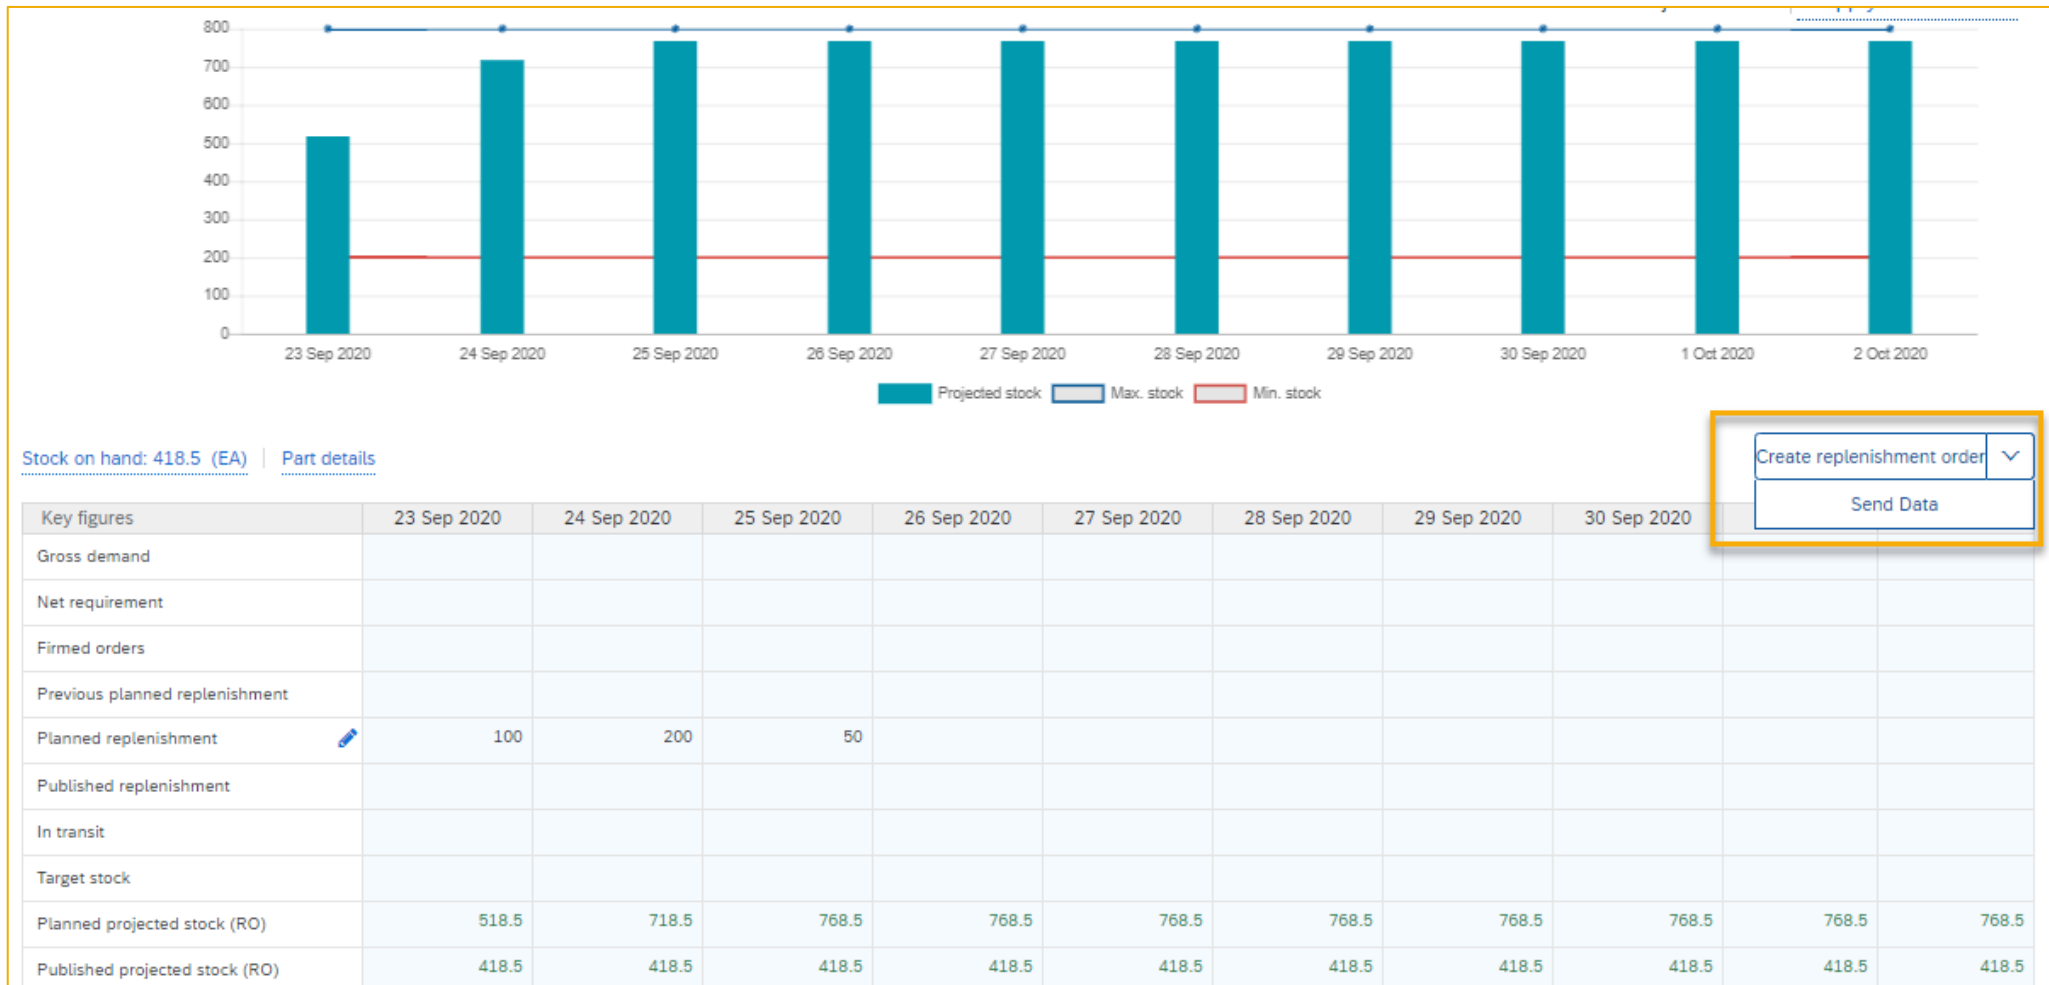 800
700
600
500
400
300
200
100
0
23 Sep 2020 24 Sep 2020 25 Sep 2020 26 Sep 2020 27 Sep 2020 28 Sep 2020 29 Sep 2020 30 Sep 2020 1 Oct 2020 2 Oct 2020
Projected stock Max. stock Min. stock
Stock on hand: 418.5 (EA) Part details Create replenishment order
Send Data
Key figures 23 Sep 2020 24 Sep 2020 25 Sep 2020 26 Sep 2020 27 Sep 2020 28 Sep 2020 29 Sep 2020 30 Sep 2020
Gross demand
Net requirement
Firmed orders
Previous planned replenishment
Planned replenishment 100 200 50
Published replenishment
In transit
Target stock
Planned projected stock (RO) 518.5 718.5 768.5 768.5 768.5 768.5 768.5 768.5 768.5 768.5
Published projected stock (RO) 418.5 418.5 418.5 418.5 418.5 418.5 418.5 418.5 418.5 418.5